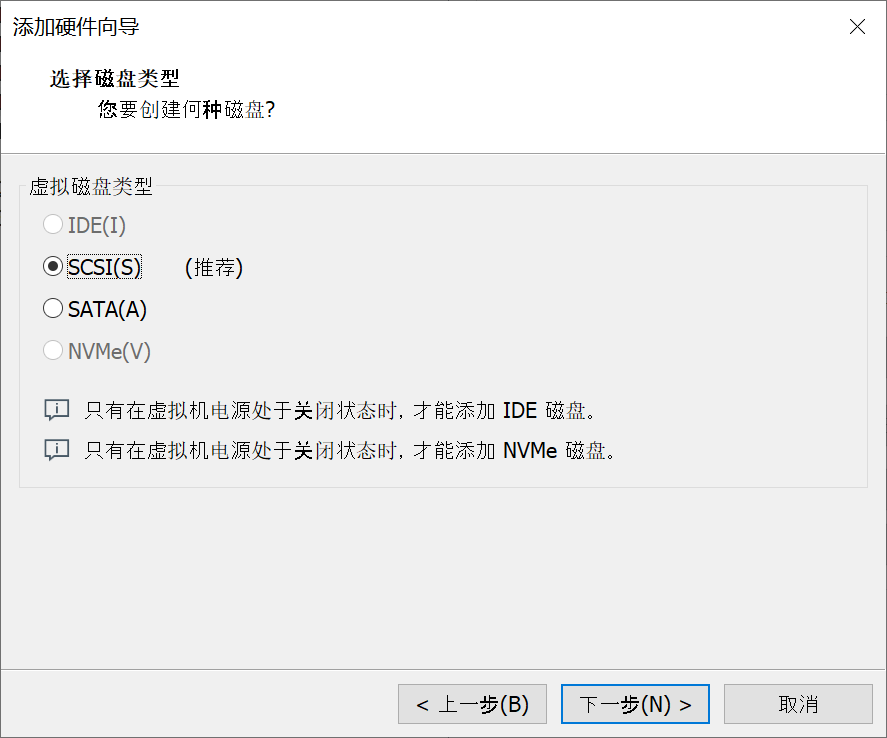 添加硬件向导
选择磁盘类型
您要创建何种磁盘?
虚拟磁盘类型
IDE(I)
SCSI(S) (推荐)
SATA(A)
NVMe(V)
只有在虚拟机电源处于关闭状态时, 才能添加 IDE 磁盘。
只有在虚拟机电源处于关闭状态时, 才能添加 NVMe 磁盘。
< 上一步(B) 下一步(N) > 取消